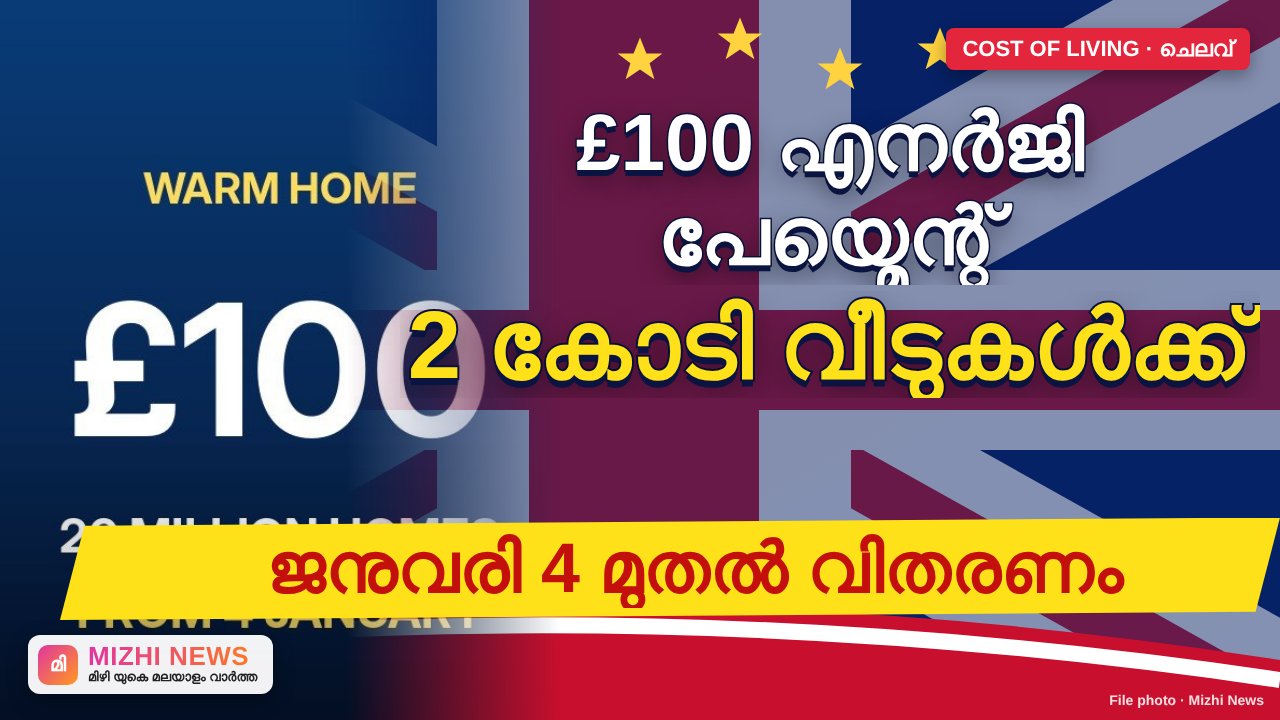 COST OF LIVING · ചെലവ്
£100 എനർജി
പേയ്മെന്റ്
WARM HOME
£100
2 കോടി വീടുകൾക്ക്
ജനുവരി 4 മുതൽ വിതരണം
മി
MIZHI NEWS
മിഴി യുകെ മലയാളം വാർത്ത
File photo · Mizhi News